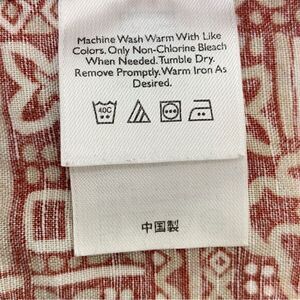 Machine Wash Warm With Like
Colors. Only Non-Chlorine Bleach
When Needed. Tumble Dry.
Remove Promptly. Warm Iron As
Desired.
40C
中国製